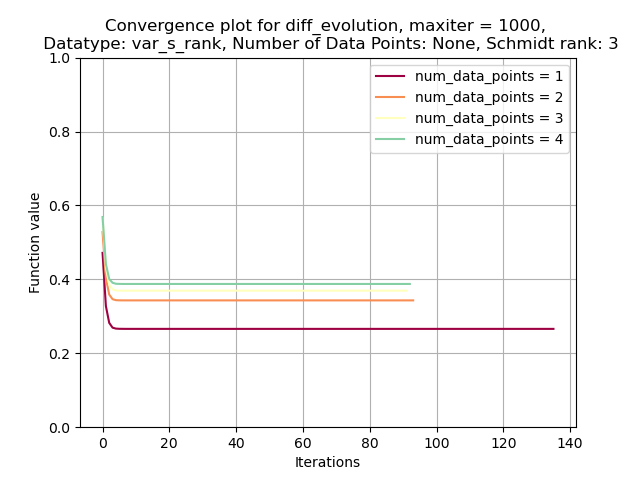 Convergence plot for diff_evolution, maxiter = 1000,
Datatype: var_s_rank, Number of Data Points: None, Schmidt rank: 3
num_data_points = 1
num_data_points = 2
num_data_points = 3
num_data_points = 4
Function value
1.0
0.8
0.6
0.4
0.2
0.0
0 20 40 60 80 100 120 140
Iterations